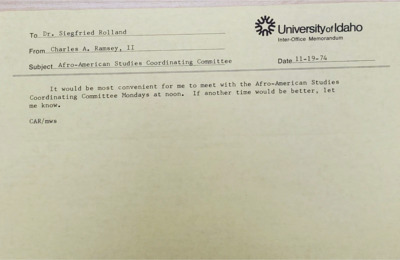 To Dr. Siegfried Rolland
University of Idaho
Inter-Office Memorandum
From Charles A. Ramsey, II
Subject Afro-American Studies Coordinating Committee
Date 11-19-74
It would be most convenient for me to meet with the Afro-American Studies
Coordinating Committee Mondays at noon. If another time would be better, let
me know.
CAR/mws